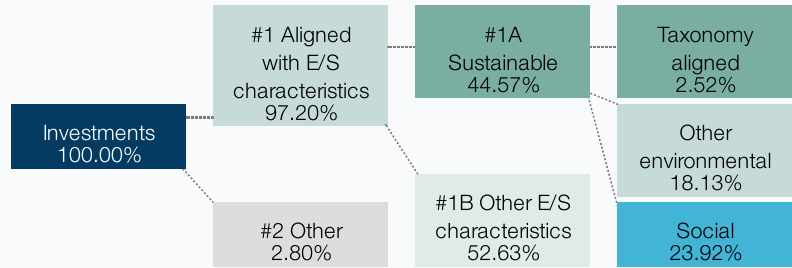 Investments
100.00%
#1 Aligned
with E/S
characteristics
97.20%
#2 Other
2.80%
#1A
Sustainable
44.57%
#1B Other E/S
characteristics
52.63%
Taxonomy
aligned
2.52%
Other
environmental
18.13%
Social
23.92%